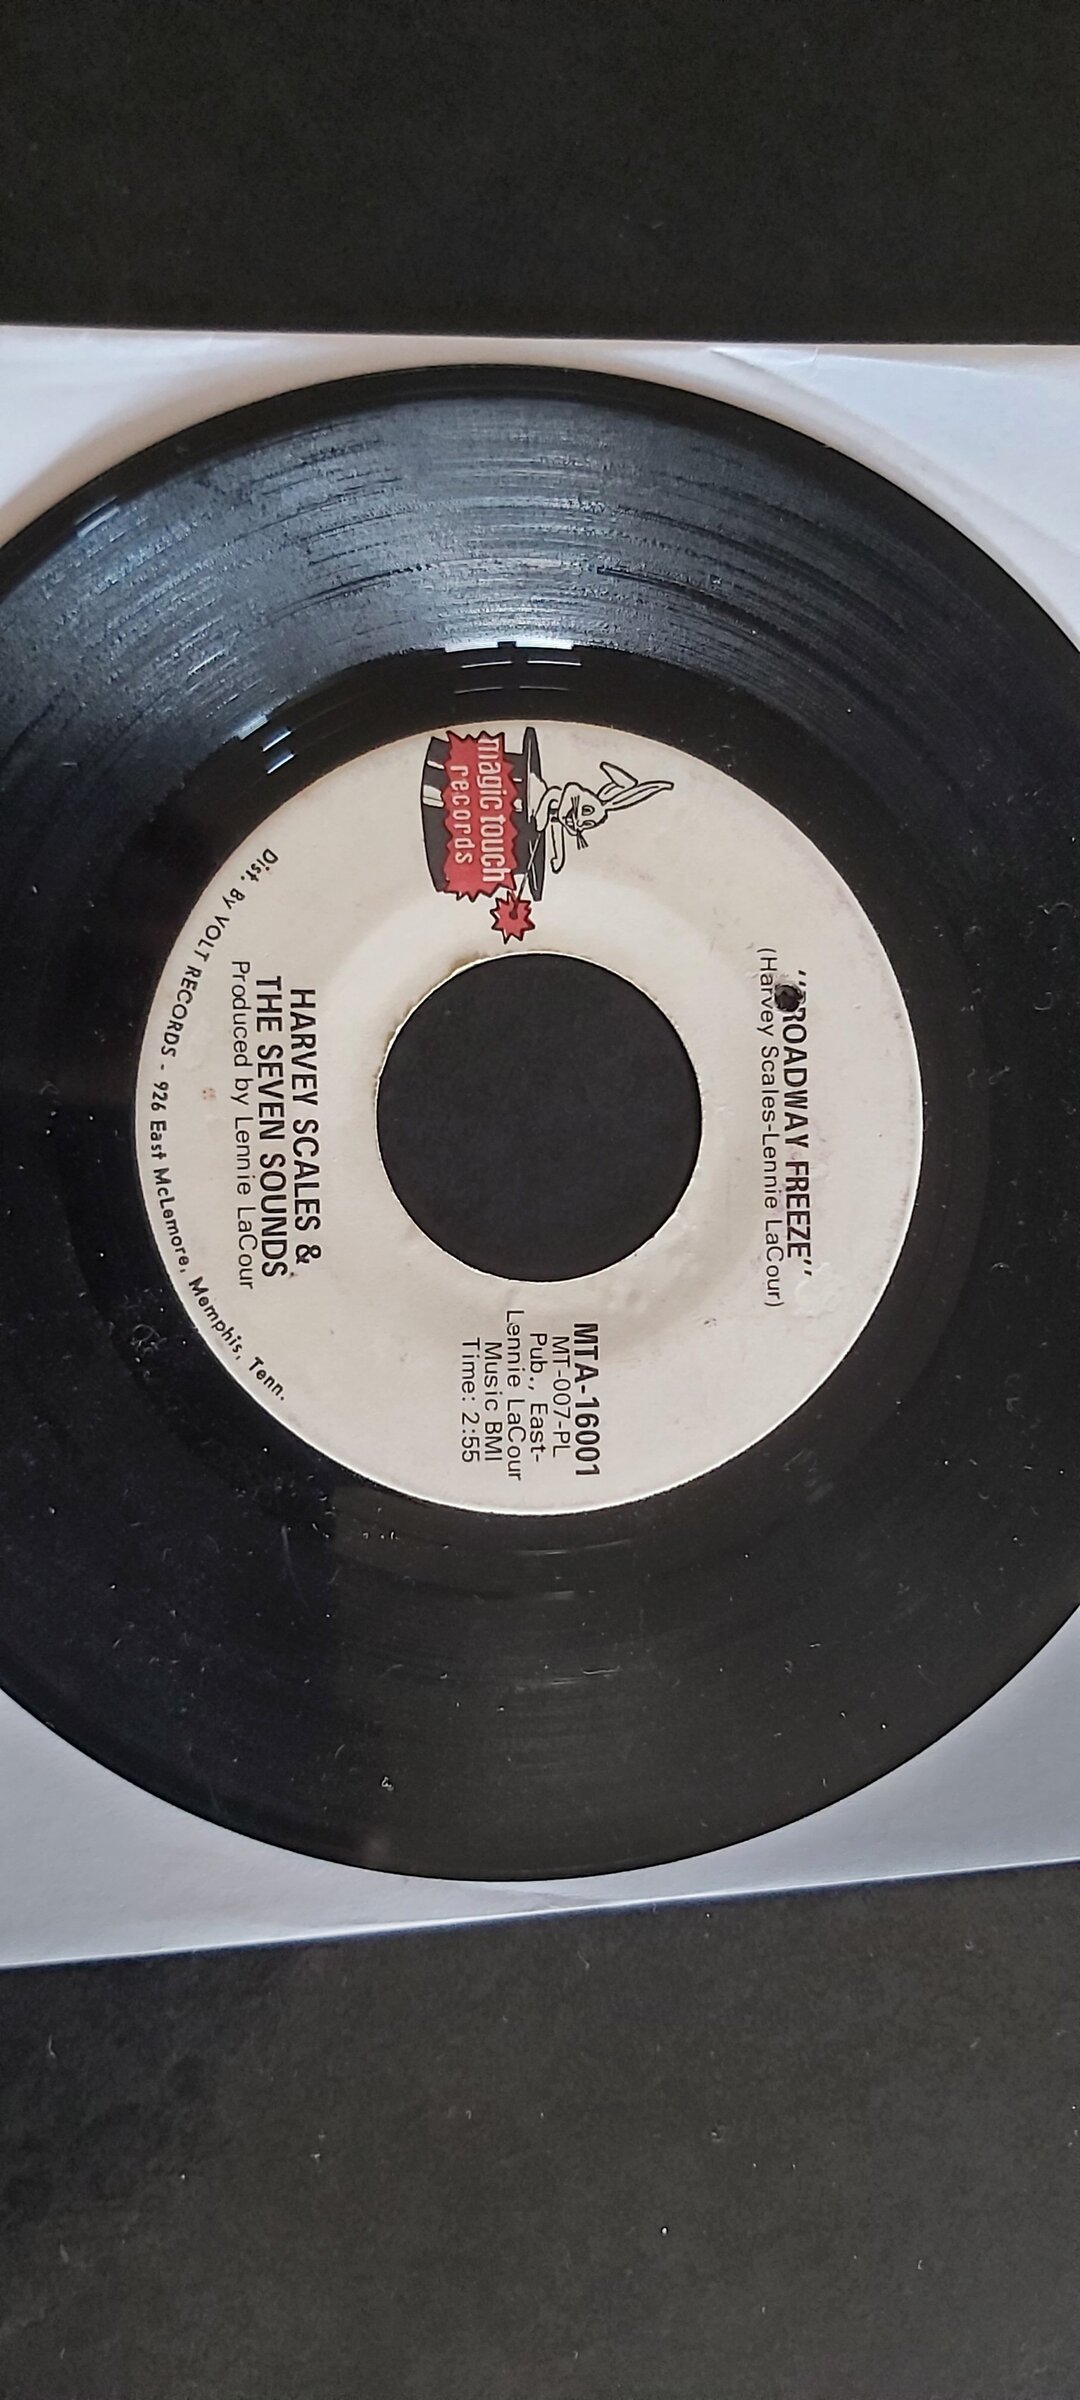 "BROADWAY FREEZE"
(Harvey Scales-Lennie LaCour)
magic touch
records
MTA-16001
MT-007-PL
Pub., East-
Lennie LaCour
Music BMI
Time: 2:55
HARVEY SCALES &
THE SEVEN SOUNDS
Produced by Lennie LaCour
Dist. By VOLT RECORDS - 926 East McLemore, Memphis, Tenn.